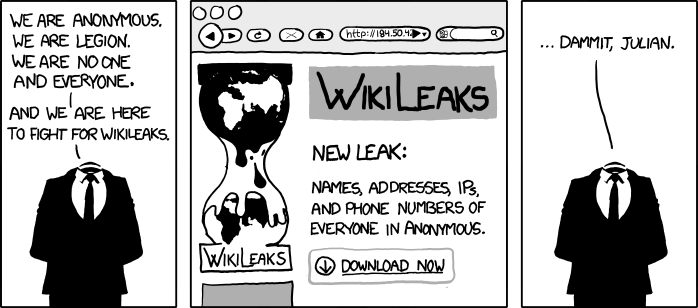 WE ARE ANONYMOUS.
WE ARE LEGION.
WE ARE NO ONE
AND EVERYONE.
AND WE ARE HERE
TO FIGHT FOR WIKILEAKS.
http://184.50.4
WIKILEAKS
NEW LEAK:
NAMES, ADDRESSES, IPs,
AND PHONE NUMBERS OF
EVERYONE IN ANONYMOUS.
DOWNLOAD NOW
WIKILEAKS
... DAMMIT, JULIAN.